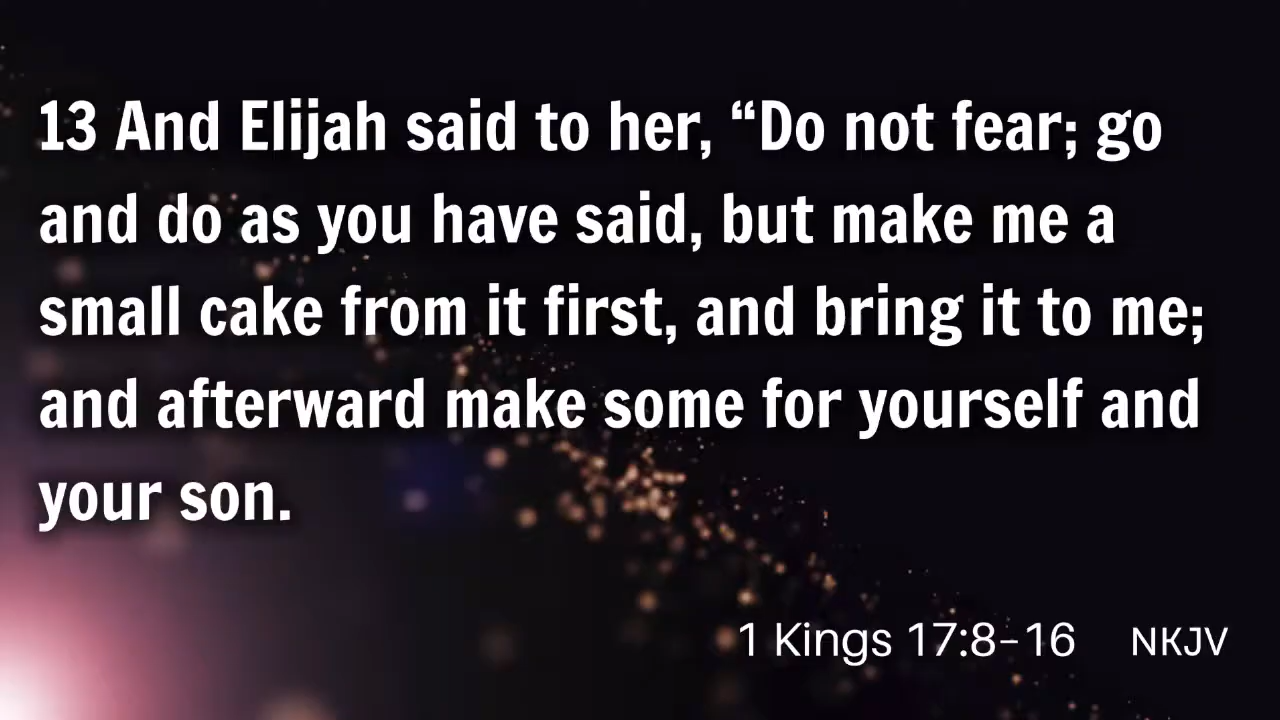 13 And Elijah said to her, “Do not fear; go
and do as you have said, but make me a
small cake from it first, and bring it to me;
and afterward make some for yourself and
your son.
1 Kings 17:8-16 NKJV